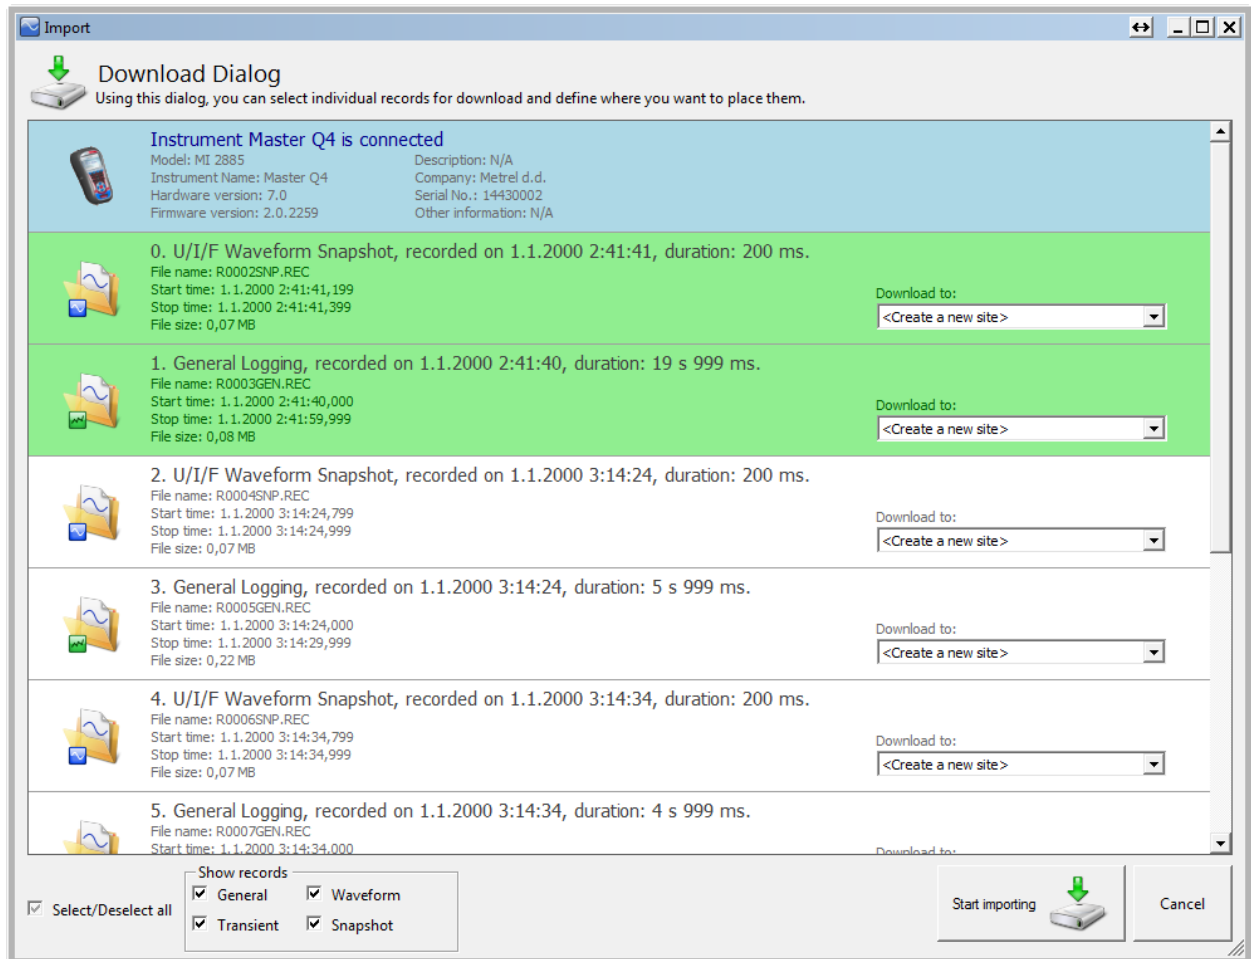 Import
Download Dialog
Using this dialog, you can select individual records for download and define where you want to place them.
Instrument Master Q4 is connected
Model: MI 2885
Description: N/A
Instrument Name: Master Q4
Company: Metrel d.d.
Hardware version: 7.0
Serial No.: 14430002
Firmware version: 2.0.2259
Other information: N/A
0. U/I/F Waveform Snapshot, recorded on 1.1.2000 2:41:41, duration: 200 ms.
File name: R0002SNP.REC
Start time: 1.1.2000 2:41:41,199
Stop time: 1.1.2000 2:41:41,399
File size: 0,07 MB
Download to:
<Create a new site>
1. General Logging, recorded on 1.1.2000 2:41:40, duration: 19 s 999 ms.
File name: R0003GEN.REC
Start time: 1.1.2000 2:41:40,000
Stop time: 1.1.2000 2:41:59,999
File size: 0,08 MB
Download to:
<Create a new site>
2. U/I/F Waveform Snapshot, recorded on 1.1.2000 3:14:24, duration: 200 ms.
File name: R0004SNP.REC
Start time: 1.1.2000 3:14:24,799
Stop time: 1.1.2000 3:14:24,999
File size: 0,07 MB
Download to:
<Create a new site>
3. General Logging, recorded on 1.1.2000 3:14:24, duration: 5 s 999 ms.
File name: R0005GEN.REC
Start time: 1.1.2000 3:14:24,000
Stop time: 1.1.2000 3:14:29,999
File size: 0,22 MB
Download to:
<Create a new site>
4. U/I/F Waveform Snapshot, recorded on 1.1.2000 3:14:34, duration: 200 ms.
File name: R0006SNP.REC
Start time: 1.1.2000 3:14:34,799
Stop time: 1.1.2000 3:14:34,999
File size: 0,07 MB
Download to:
<Create a new site>
5. General Logging, recorded on 1.1.2000 3:14:34, duration: 4 s 999 ms.
File name: R0007GEN.REC
Start time: 1.1.2000 3:14:34,000
Download to:
Select/Deselect all
Show records
General
Waveform
Transient
Snapshot
Start importing
Cancel